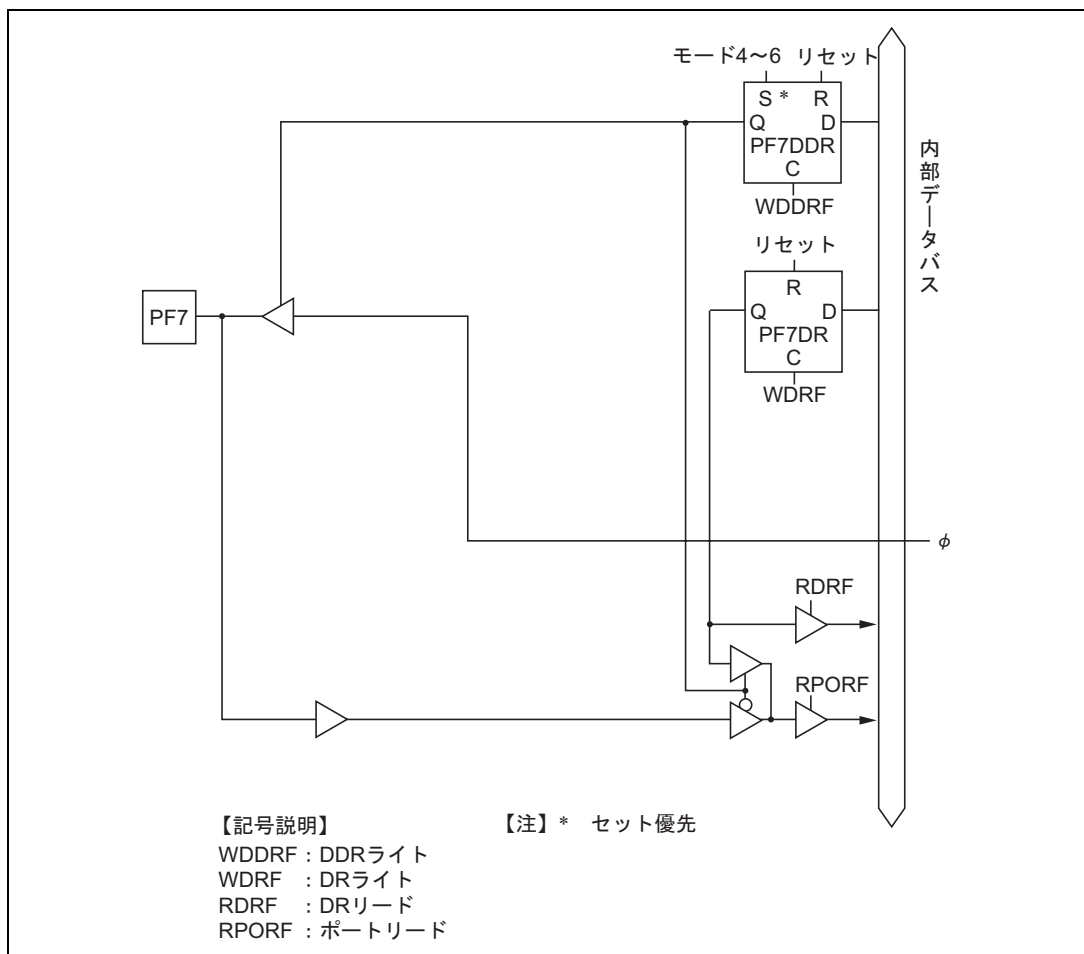 モード4～6 リセット
S * R
Q D
PF7DDR
C
WDDRF
内部データバス
リセット
R
Q D
PF7DR
C
WDRF
PF7
φ
RDRF
RPORF
【記号説明】
WDDRF : DDRライト
WDRF : DRライト
RDRF : DRリード
RPORF : ポートリード
【注】* セット優先